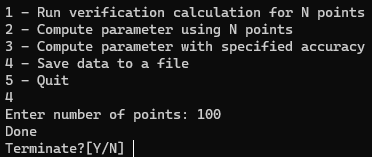 1 - Run verification calculation for N points
2 - Compute parameter using N points
3 - Compute parameter with specified accuracy
4 - Save data to a file
5 - Quit
4
Enter number of points: 100
Done
Terminate?[Y/N]